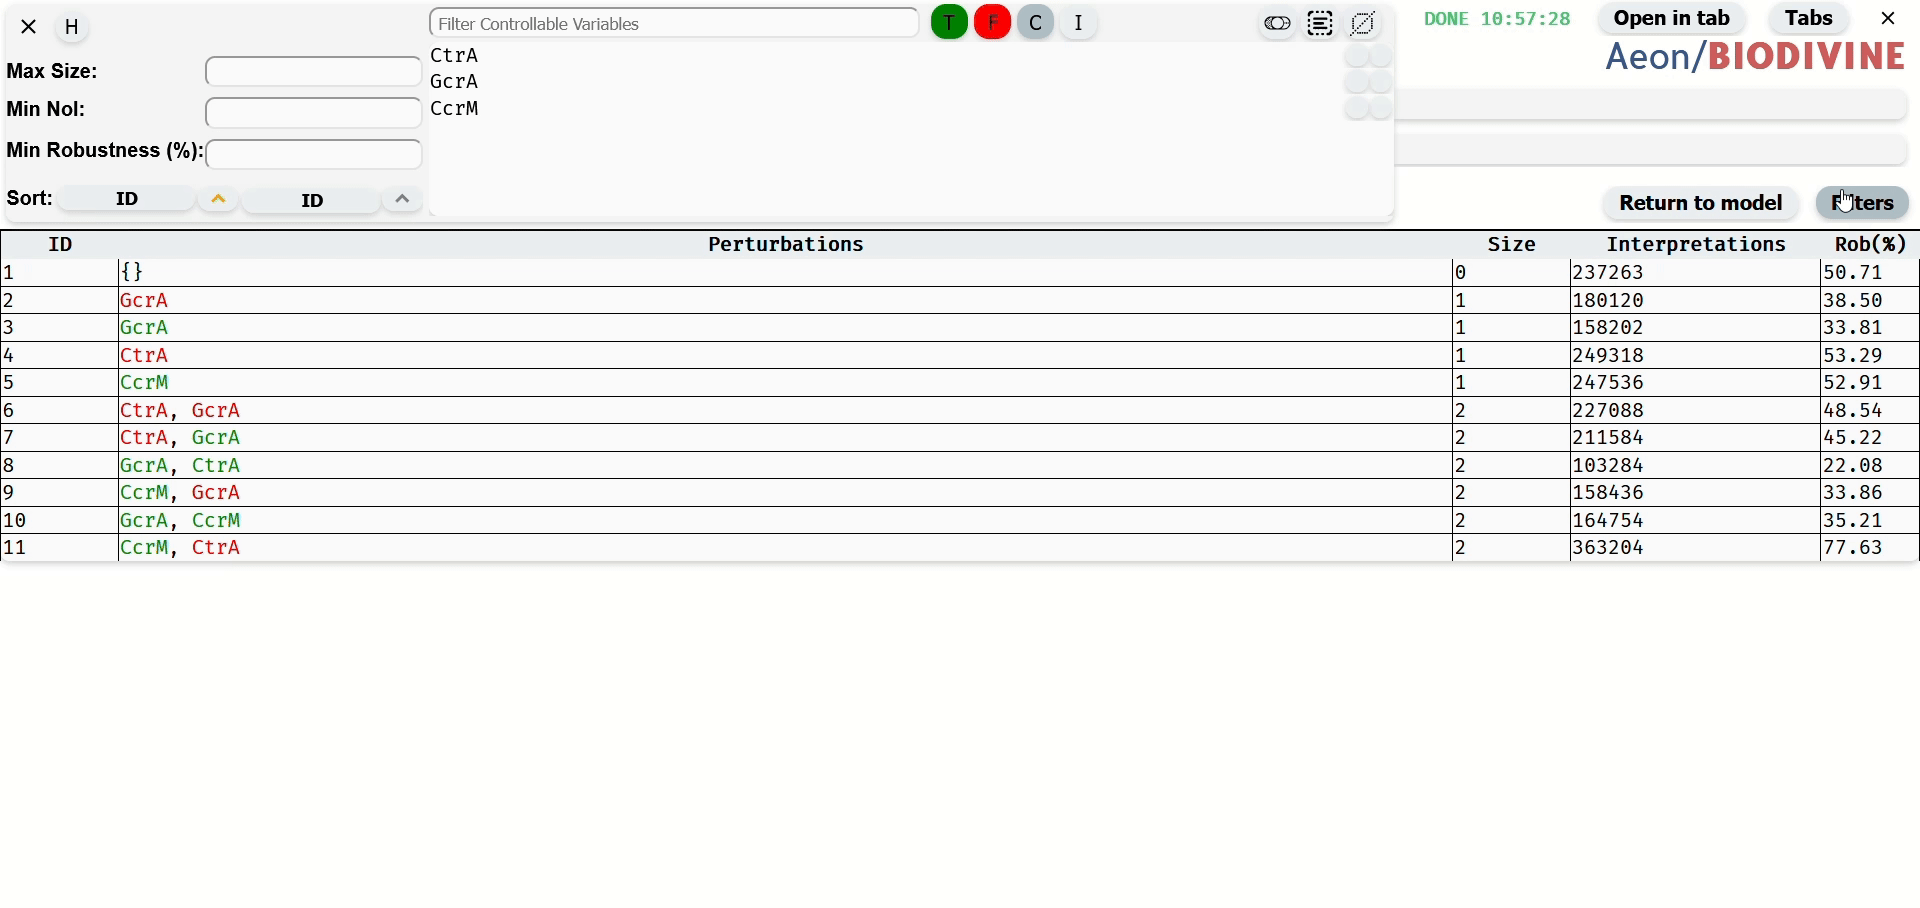 H
Filter Controllable Variables
T F C I
DONE 10:57:28
Open in tab
Tabs
Aeon/BIODIVINE
Max Size:
Min NoI:
Min Robustness (%):
CtrA
GcrA
CcrM
Sort: ID ID
Return to model
Filters
ID Perturbations Size Interpretations Rob(%)
1 {} 0 237263 50.71
2 GcrA 1 180120 38.50
3 GcrA 1 158202 33.81
4 CtrA 1 249318 53.29
5 CcrM 1 247536 52.91
6 CtrA, GcrA 2 227088 48.54
7 CtrA, GcrA 2 211584 45.22
8 GcrA, CtrA 2 103284 22.08
9 CcrM, GcrA 2 158436 33.86
10 GcrA, CcrM 2 164754 35.21
11 CcrM, CtrA 2 363204 77.63